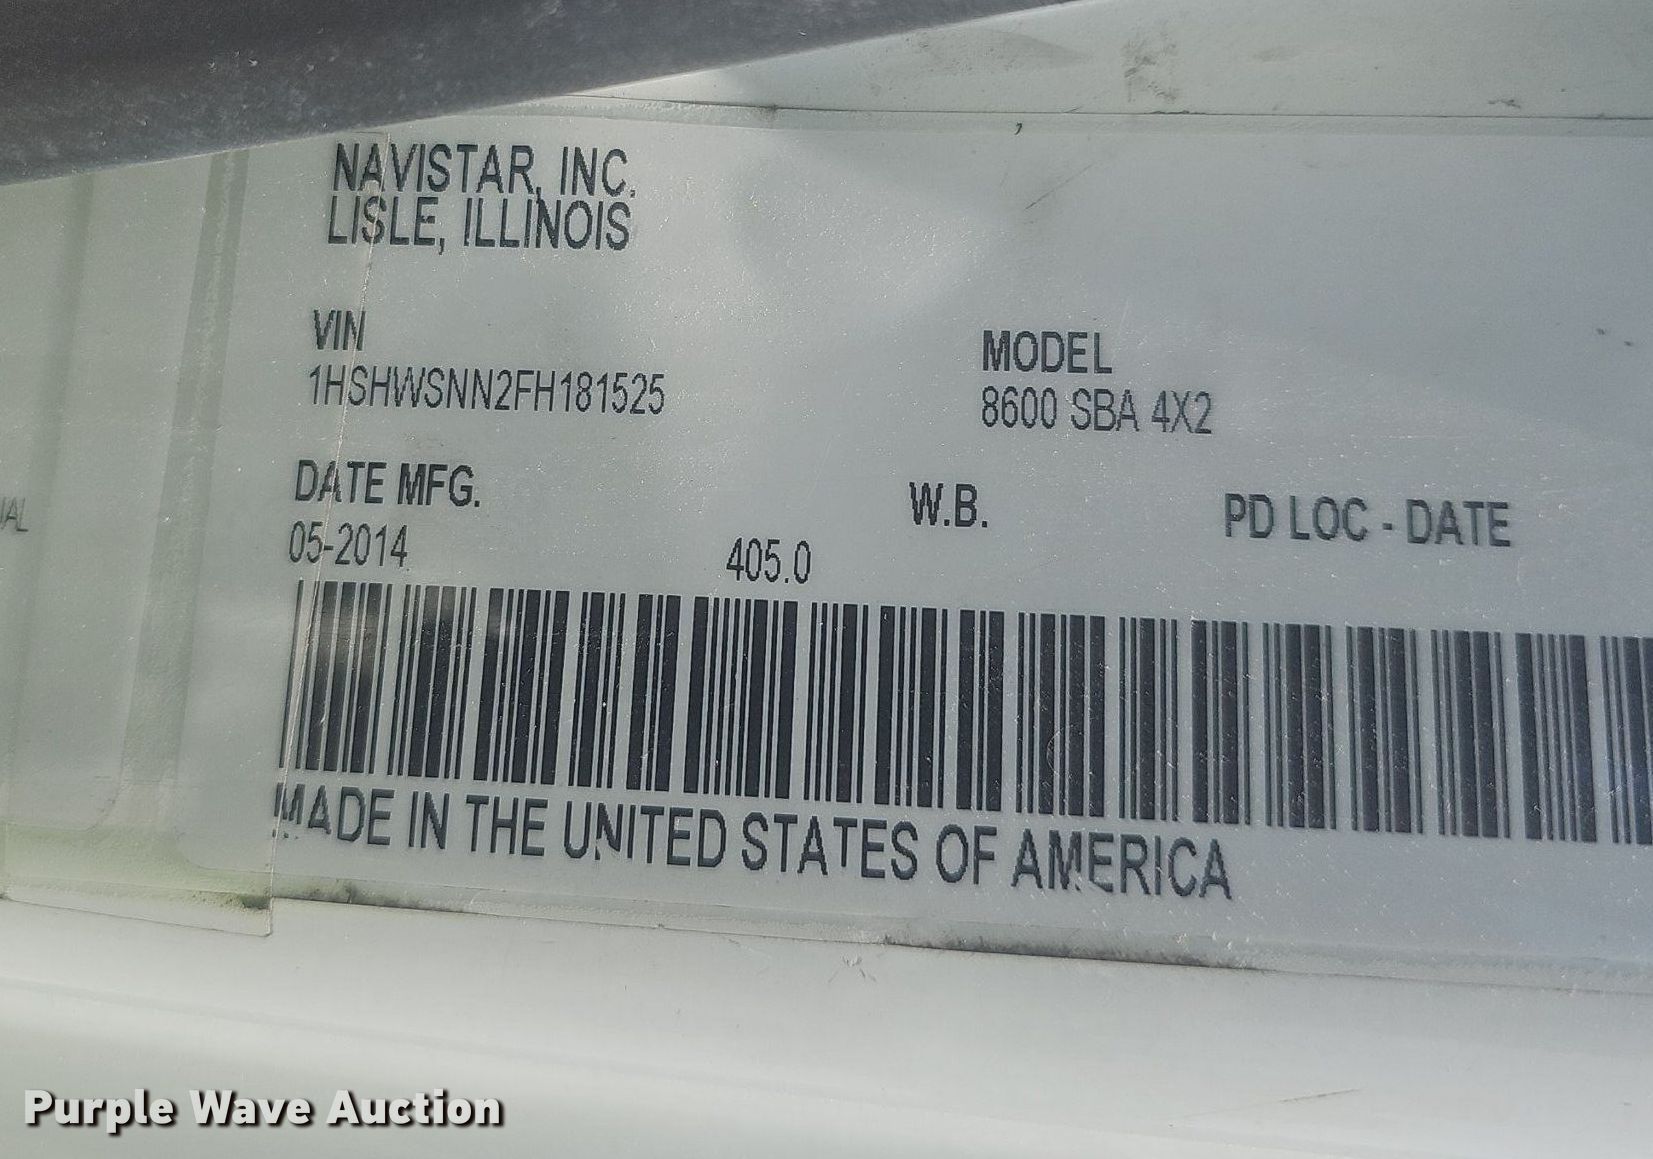 NAVISTAR, INC.
LISLE, ILLINOIS
VIN
1HSHWSNN2FH181525
MODEL
8600 SBA 4X2
DATE MFG.
05-2014
W.B.
405.0
PD LOC - DATE
MADE IN THE UNITED STATES OF AMERICA
Purple Wave Auction